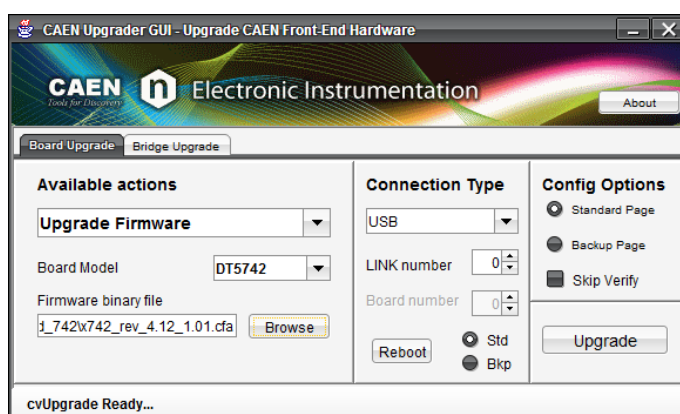 CAEN Upgrader GUI - Upgrade CAEN Front-End Hardware
CAEN
Tools for Discovery
n
Electronic Instrumentation
About
Board Upgrade
Bridge Upgrade
Available actions
Upgrade Firmware
Board Model
DT5742
Firmware binary file
d_742\x742_rev_4.12_1.01.cfa
Browse
Connection Type
USB
LINK number
0
Board number
0
Reboot
Std
Bkp
Config Options
Standard Page
Backup Page
Skip Verify
Upgrade
cvUpgrade Ready...